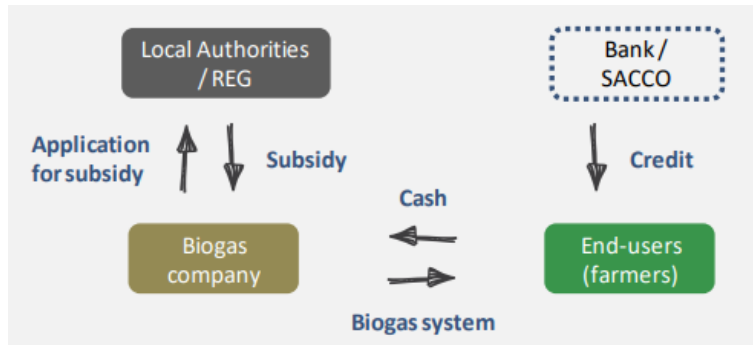 Local Authorities
/ REG
Bank /
SACCO
Application
for subsidy
Subsidy
Credit
Cash
Biogas
company
End-users
(farmers)
Biogas system